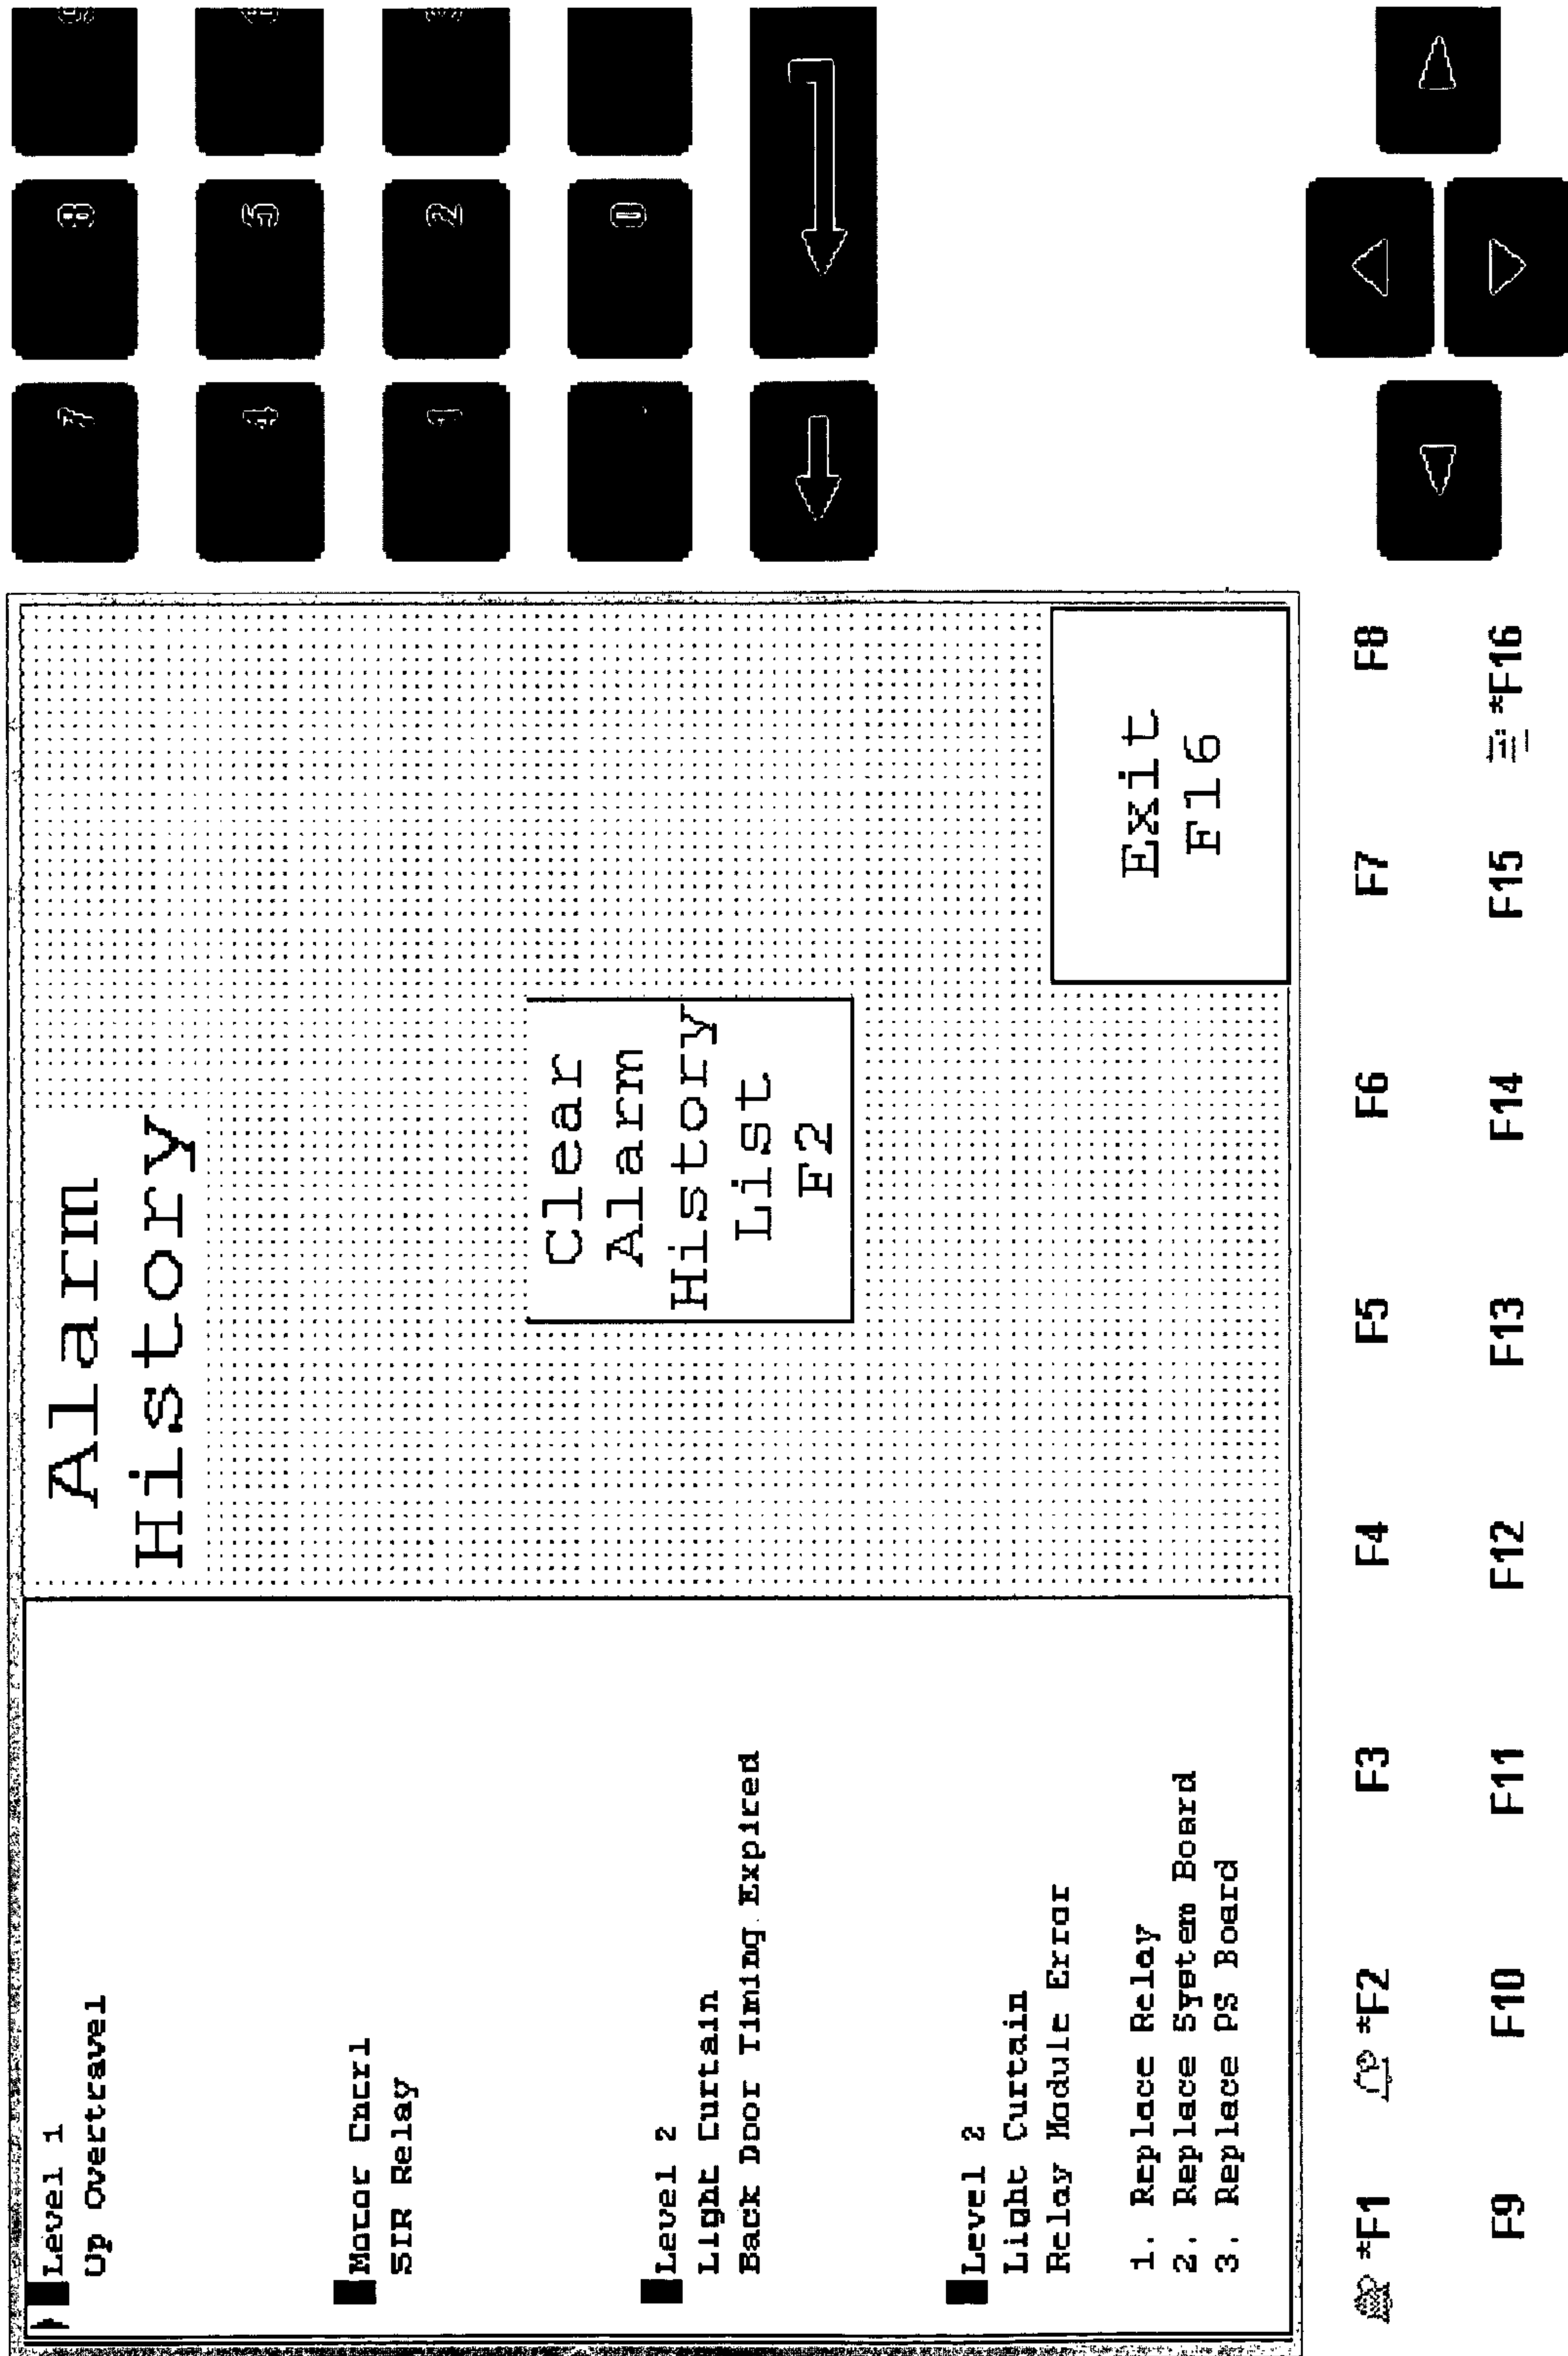 Level 1
Up Overtravel
Motor Cntrl
SIR Relay
Level 2
Light Curtain
Back Door Timing Expired
Level 2
Light Curtain
Relay Module Error
1. Replace Relay
2. Replace System Board
3. Replace PS Board
Alarm
History
Clear
Alarm
History
List
F2
Exit
F16
7 8
4 5
1 2
. 0
*F1 *F2 F3 F4 F5 F6 F7 F8
F9 F10 F11 F12 F13 F14 F15 *F16